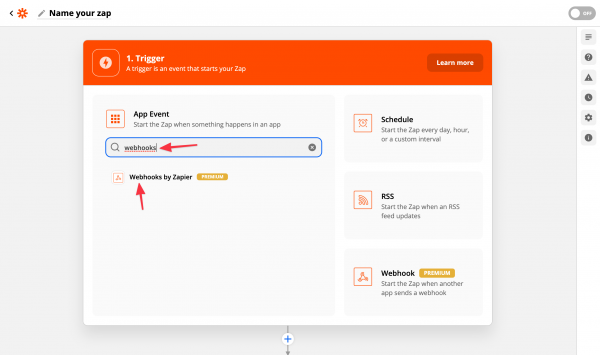 Name your zap
OFF
1. Trigger
A trigger is an event that starts your Zap
Learn more
App Event
Start the Zap when something happens in an app
webhooks
Webhooks by Zapier PREMIUM
Schedule
Start the Zap every day, hour,
or a custom interval
RSS
Start the Zap when an RSS
feed updates
Webhook PREMIUM
Start the Zap when another
app sends a webhook